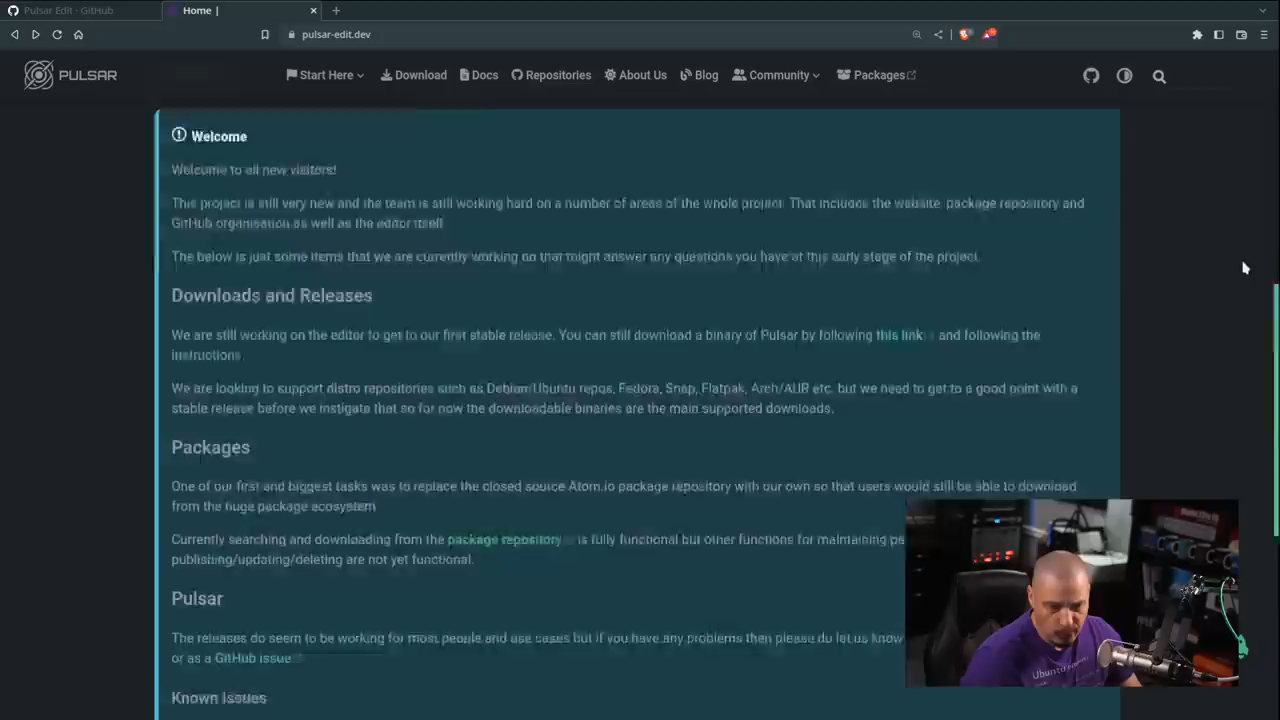 Pulsar Edit · GitHub
Home |
pulsar-edit.dev
PULSAR
Start Here
Download
Docs
Repositories
About Us
Blog
Community
Packages
Welcome
Welcome to all new visitors!
This project is still very new and the team is still working hard on a number of areas of the whole project. That includes the website, package repository and
GitHub organisation as well as the editor itself.
The below is just some items that we are currently working on that might answer any questions you have at this early stage of the project.
Downloads and Releases
We are still working on the editor to get to our first stable release. You can still download a binary of Pulsar by following this link and following the
instructions.
We are looking to support distro repositories such as Debian/Ubuntu repos, Fedora, Snap, Flatpak, Arch/AUR etc. but we need to get to a good point with a
stable release before we instigate that so for now the downloadable binaries are the main supported downloads.
Packages
One of our first and biggest tasks was to replace the closed source Atom.io package repository with our own so that users would still be able to download
from the huge package ecosystem
Currently searching and downloading from the package repository is fully functional but other functions for maintaining
publishing/updating/deleting are not yet functional.
Pulsar
The releases do seem to be working for most people and use cases but if you have any problems then please do let us know
or as a GitHub issue
Known Issues
Ubuntu